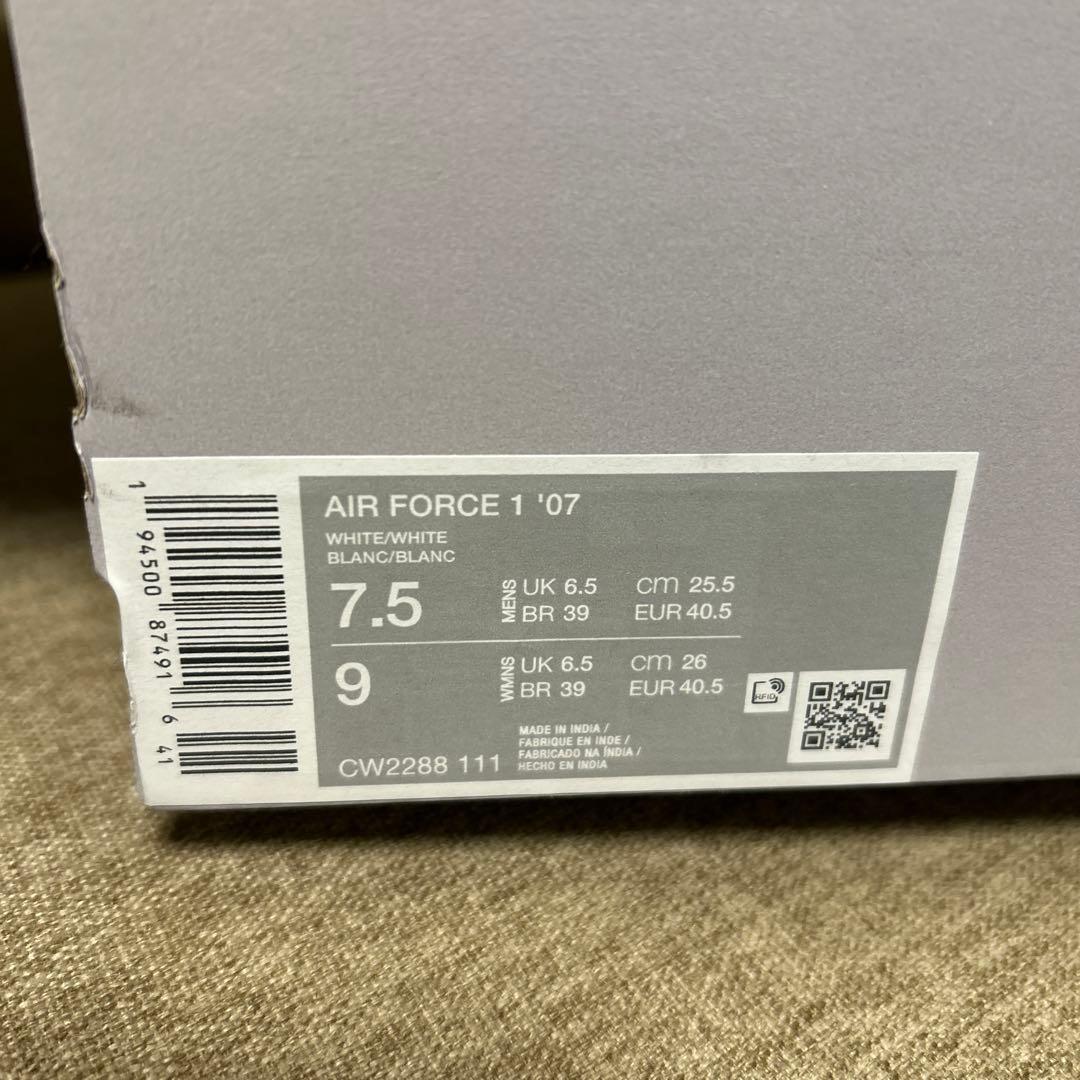 AIR FORCE 1 '07
WHITE/WHITE
BLANC/BLANC
7.5
MENS
UK 6.5 cm 25.5
BR 39 EUR 40.5
9
WMNS
UK 6.5 cm 26
BR 39 EUR 40.5
RFID
CW2288 111
MADE IN INDIA /
FABRIQUE EN INDE /
FABRICADO NA ÍNDIA /
HECHO EN INDIA
1 94500 87491 6 41